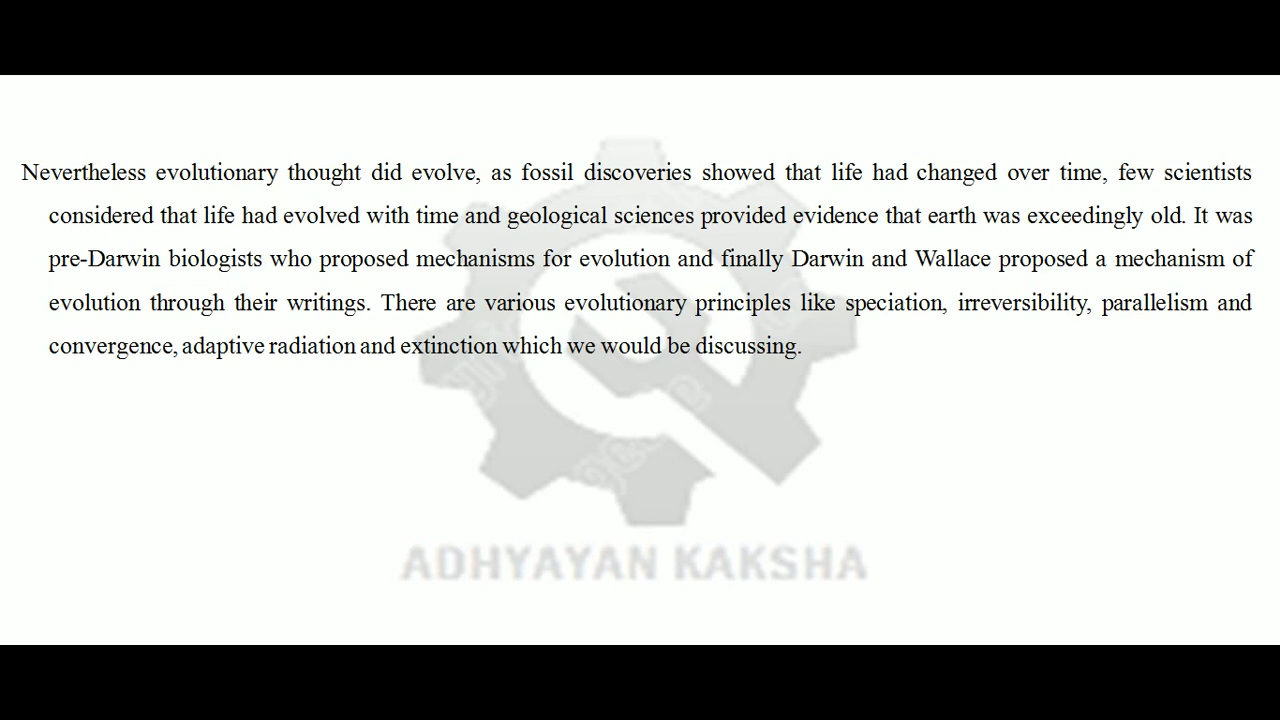 Nevertheless evolutionary thought did evolve, as fossil discoveries showed that life had changed over time, few scientists
considered that life had evolved with time and geological sciences provided evidence that earth was exceedingly old. It was
pre-Darwin biologists who proposed mechanisms for evolution and finally Darwin and Wallace proposed a mechanism of
evolution through their writings. There are various evolutionary principles like speciation, irreversibility, parallelism and
convergence, adaptive radiation and extinction which we would be discussing.
ADHYAYAN KAKSHA